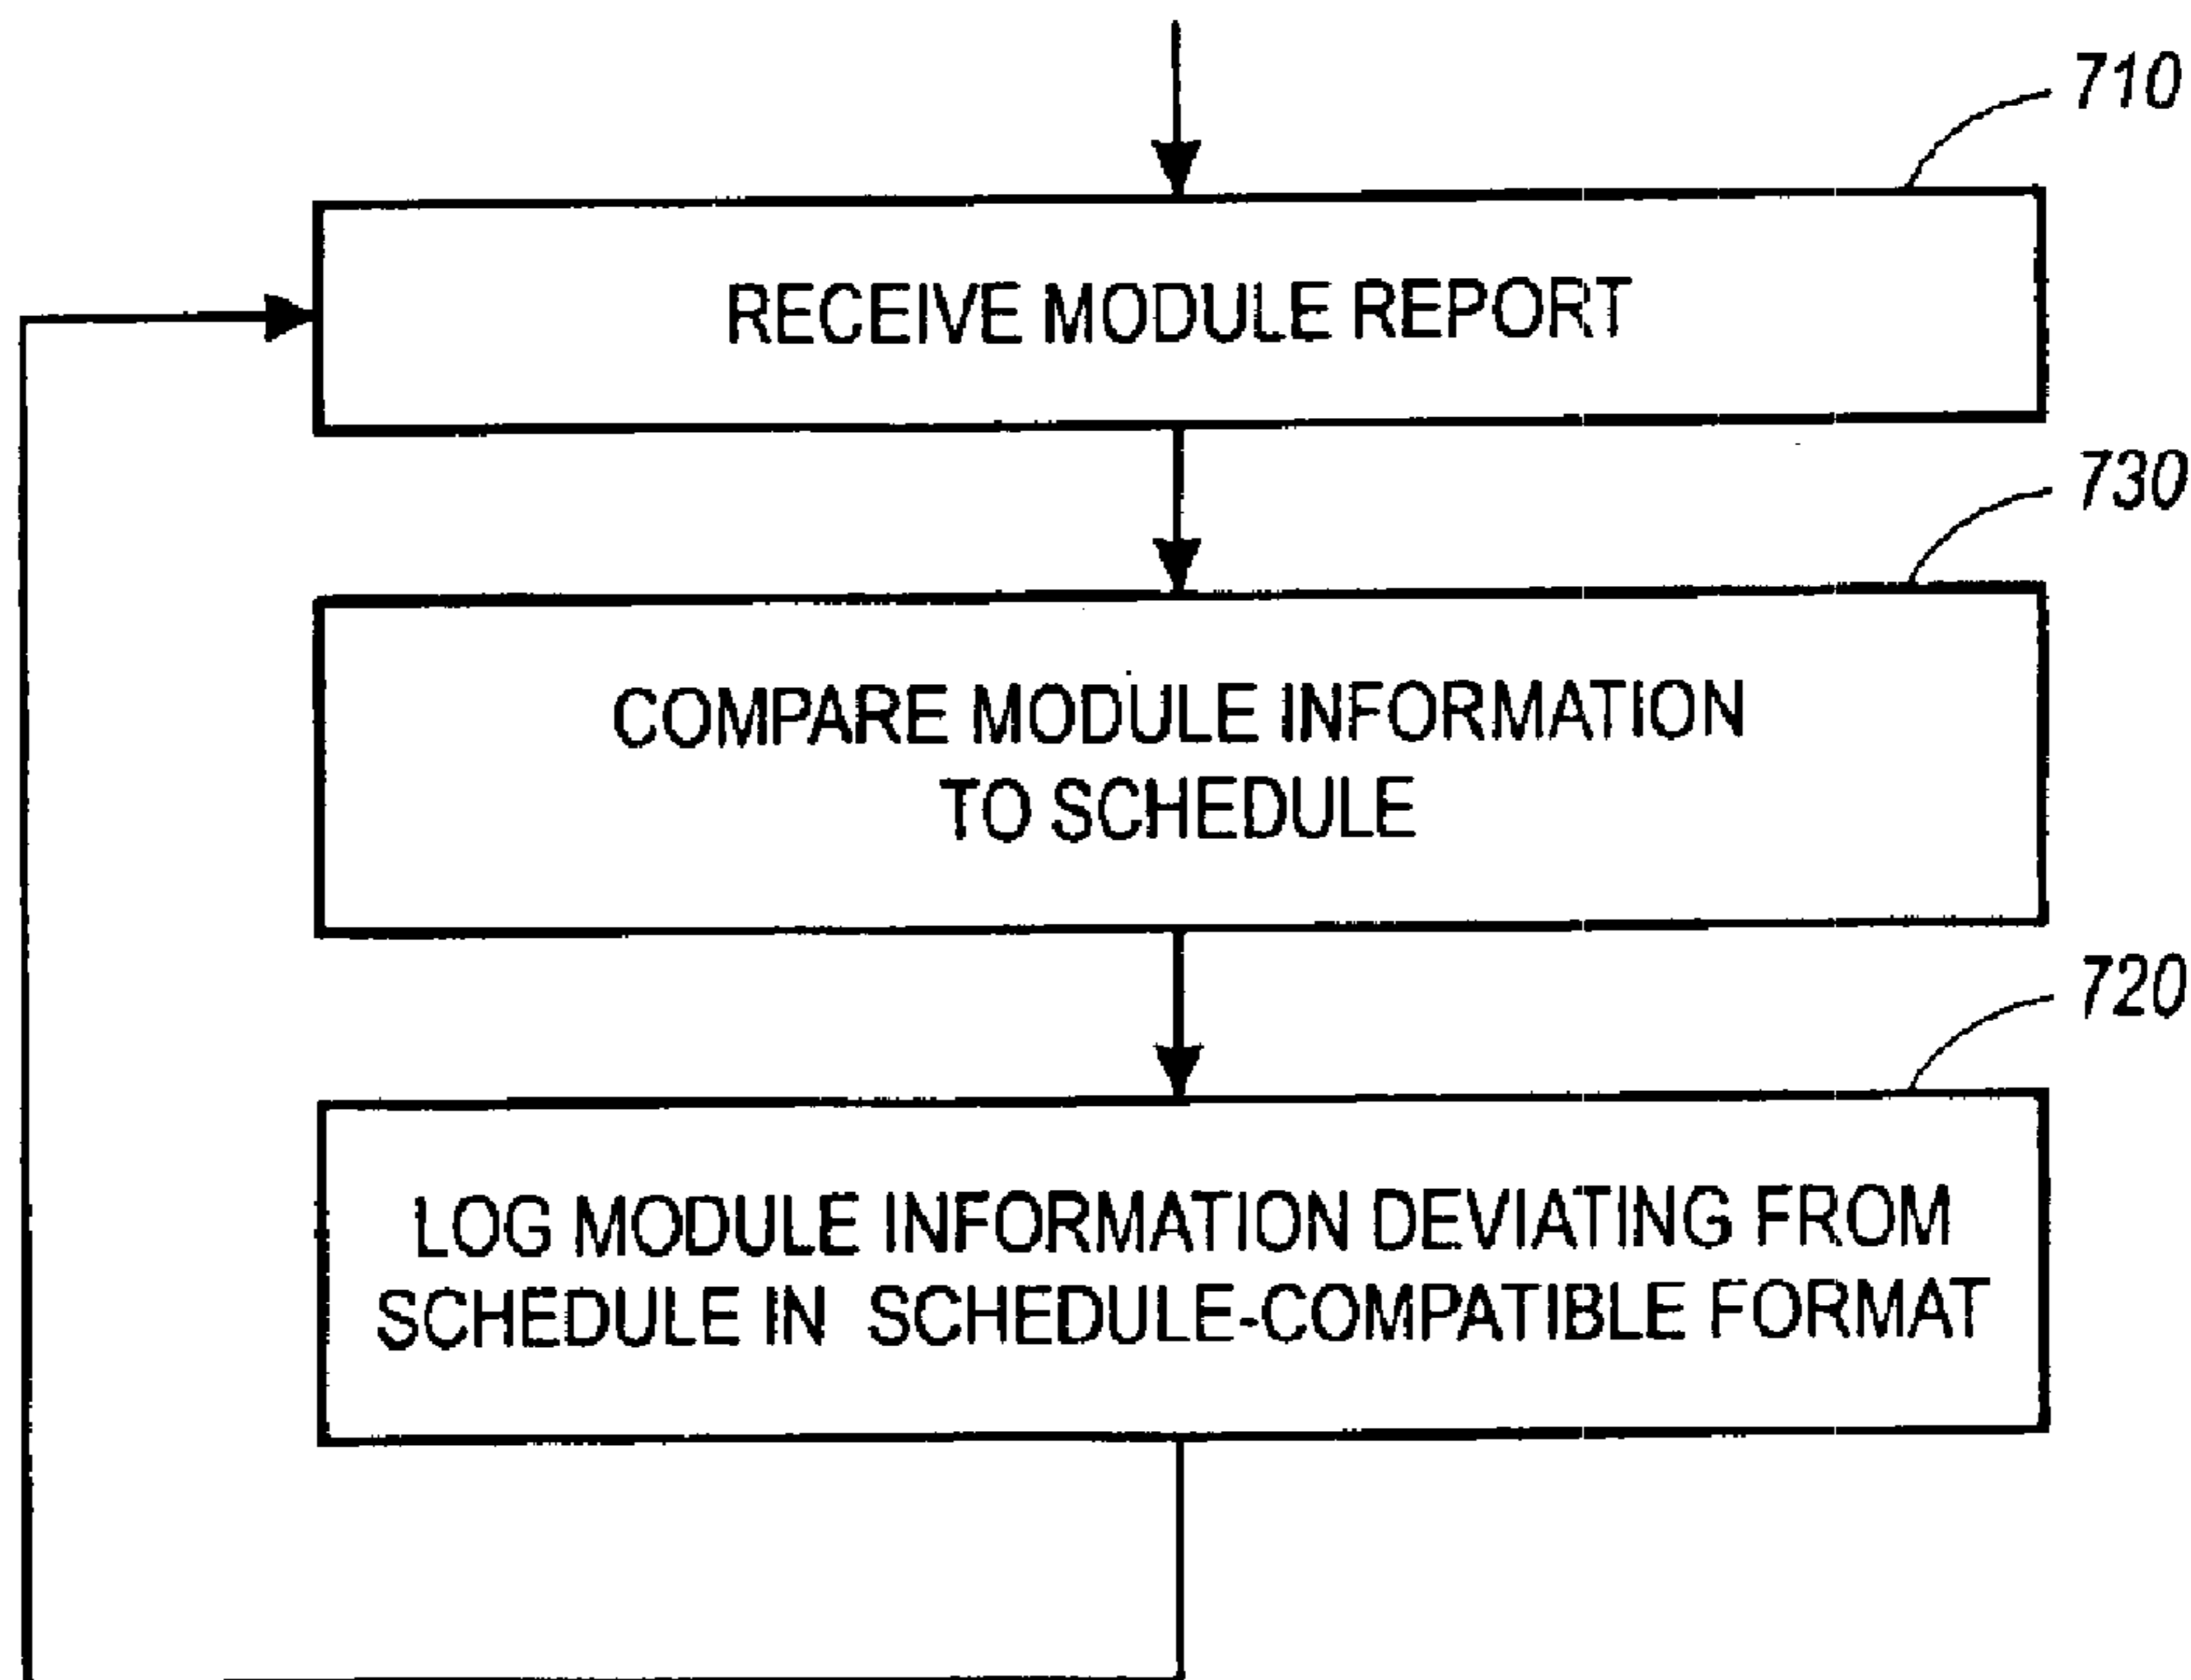 710
RECEIVE MODULE REPORT
730
COMPARE MODULE INFORMATION
TO SCHEDULE
720
LOG MODULE INFORMATION DEVIATING FROM
SCHEDULE IN SCHEDULE-COMPATIBLE FORMAT